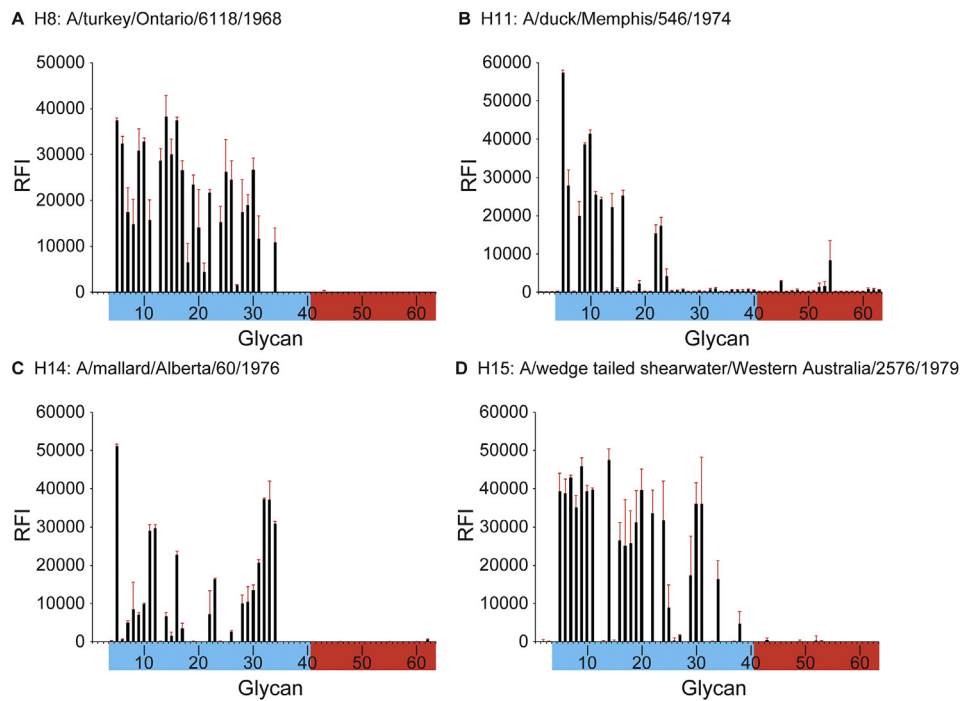 A H8: A/turkey/Ontario/6118/1968
50000
40000
30000
20000
10000
0
RFI
10 20 30 40 50 60
Glycan
B H11: A/duck/Memphis/546/1974
60000
50000
40000
30000
20000
10000
0
RFI
10 20 30 40 50 60
Glycan
C H14: A/mallard/Alberta/60/1976
60000
50000
40000
30000
20000
10000
0
RFI
10 20 30 40 50 60
Glycan
D H15: A/wedge tailed shearwater/Western Australia/2576/1979
60000
50000
40000
30000
20000
10000
0
RFI
10 20 30 40 50 60
Glycan